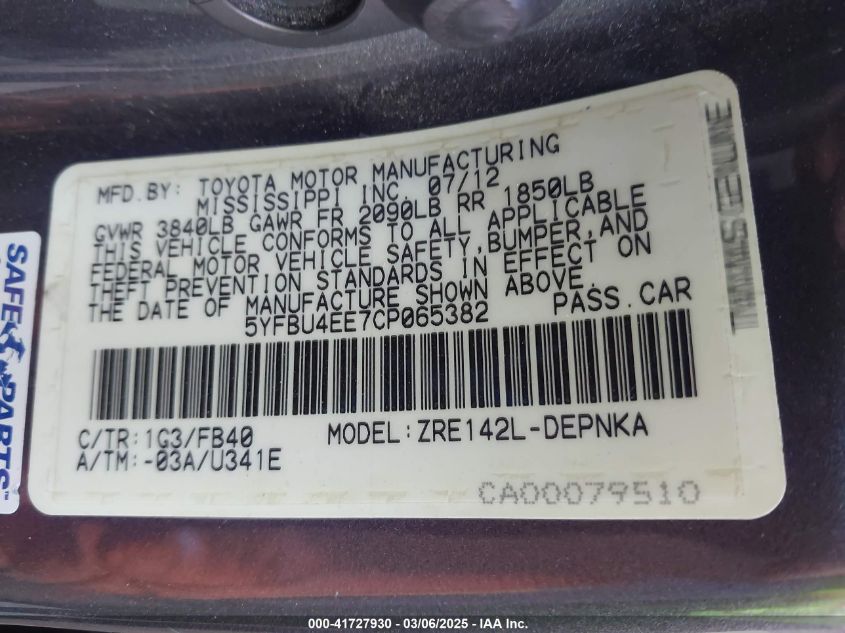 MFD.BY: TOYOTA MOTOR MANUFACTURING
MISSISSIPPI INC. 07/12
GVWR 3840LB GAWR FR 2090LB RR 1850LB
THIS VEHICLE CONFORMS TO ALL APPLICABLE
FEDERAL MOTOR VEHICLE SAFETY,BUMPER,AND
THEFT PREVENTION STANDARDS IN EFFECT ON
THE DATE OF MANUFACTURE SHOWN ABOVE.
5YFBU4EE7CP065382 PASS.CAR
C/TR:1G3/FB40 MODEL:ZRE142L-DEPNKA
A/TM:-03A/U341E
CA00079510
SAFE
PARTS™
000-41727930 - 03/06/2025 - IAA Inc.